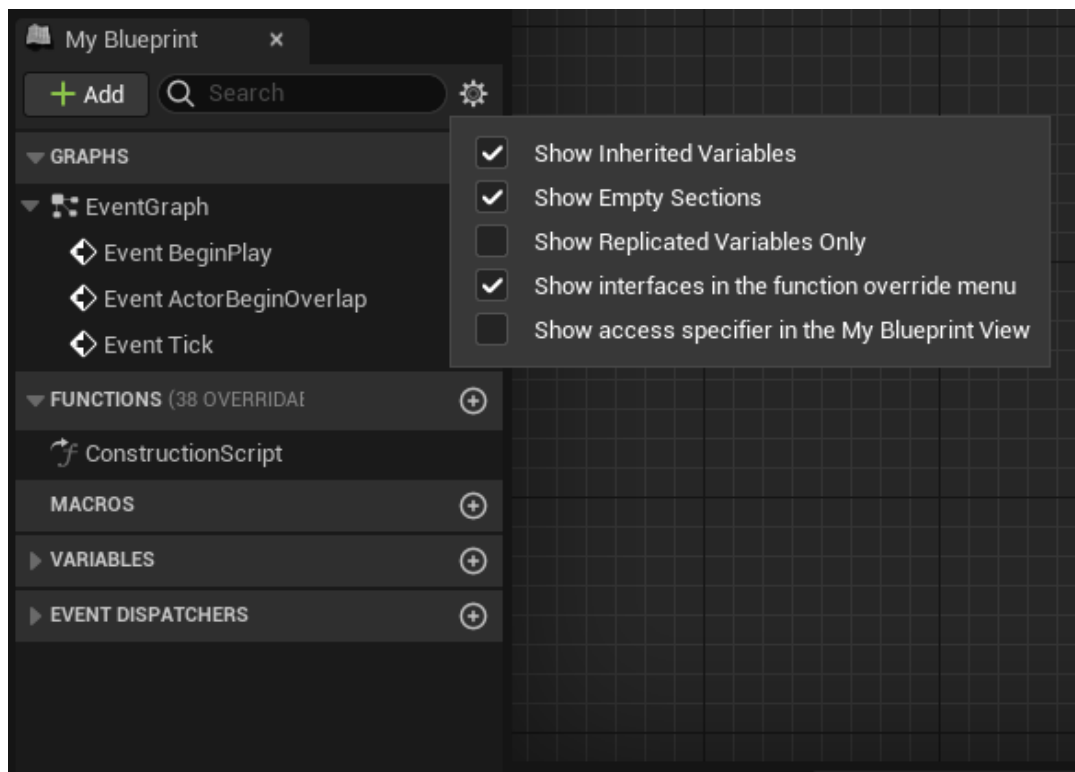 My Blueprint
Add
Search
GRAPHS
EventGraph
Event BeginPlay
Event ActorBeginOverlap
Event Tick
FUNCTIONS (38 OVERRIDAE
ConstructionScript
MACROS
VARIABLES
EVENT DISPATCHERS
Show Inherited Variables
Show Empty Sections
Show Replicated Variables Only
Show interfaces in the function override menu
Show access specifier in the My Blueprint View